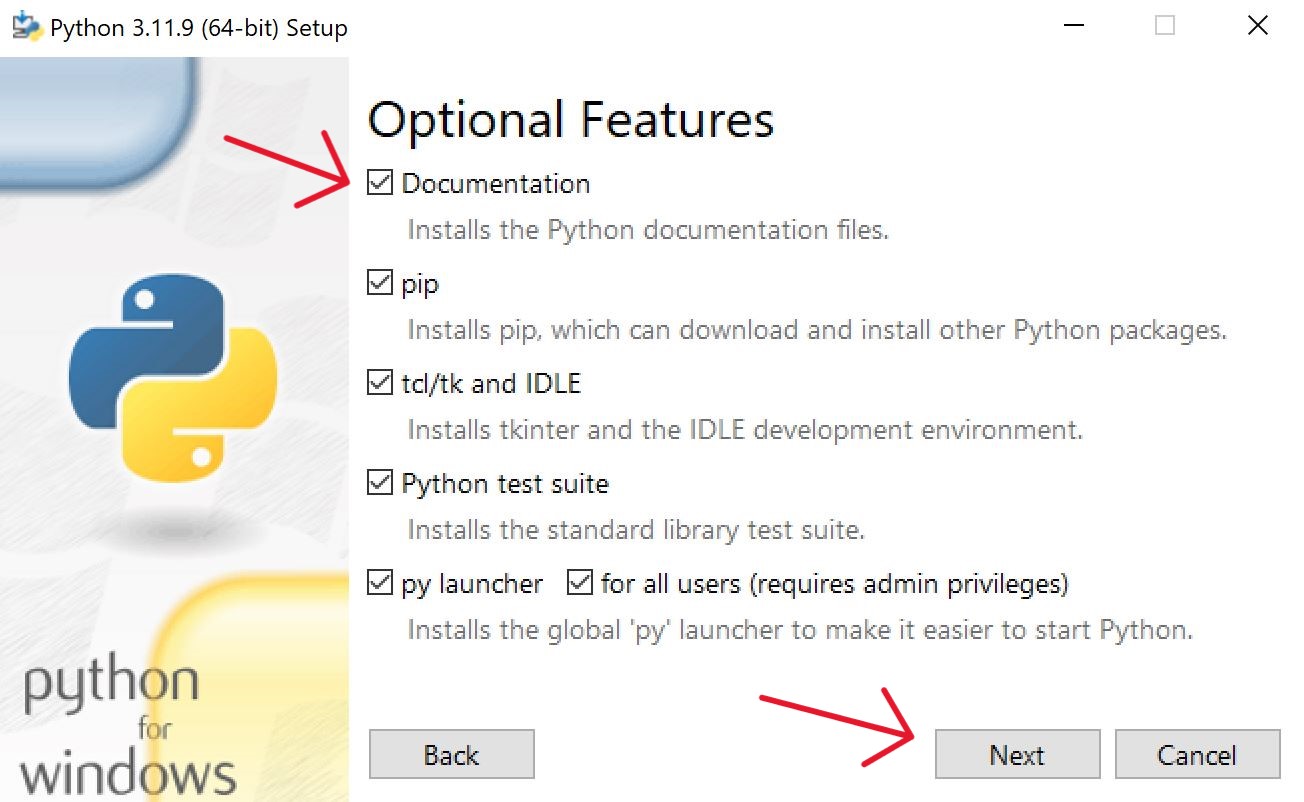 Python 3.11.9 (64-bit) Setup
Optional Features
Documentation
Installs the Python documentation files.
pip
Installs pip, which can download and install other Python packages.
tcl/tk and IDLE
Installs tkinter and the IDLE development environment.
Python test suite
Installs the standard library test suite.
py launcher for all users (requires admin privileges)
Installs the global 'py' launcher to make it easier to start Python.
python
for
windows
Back Next Cancel